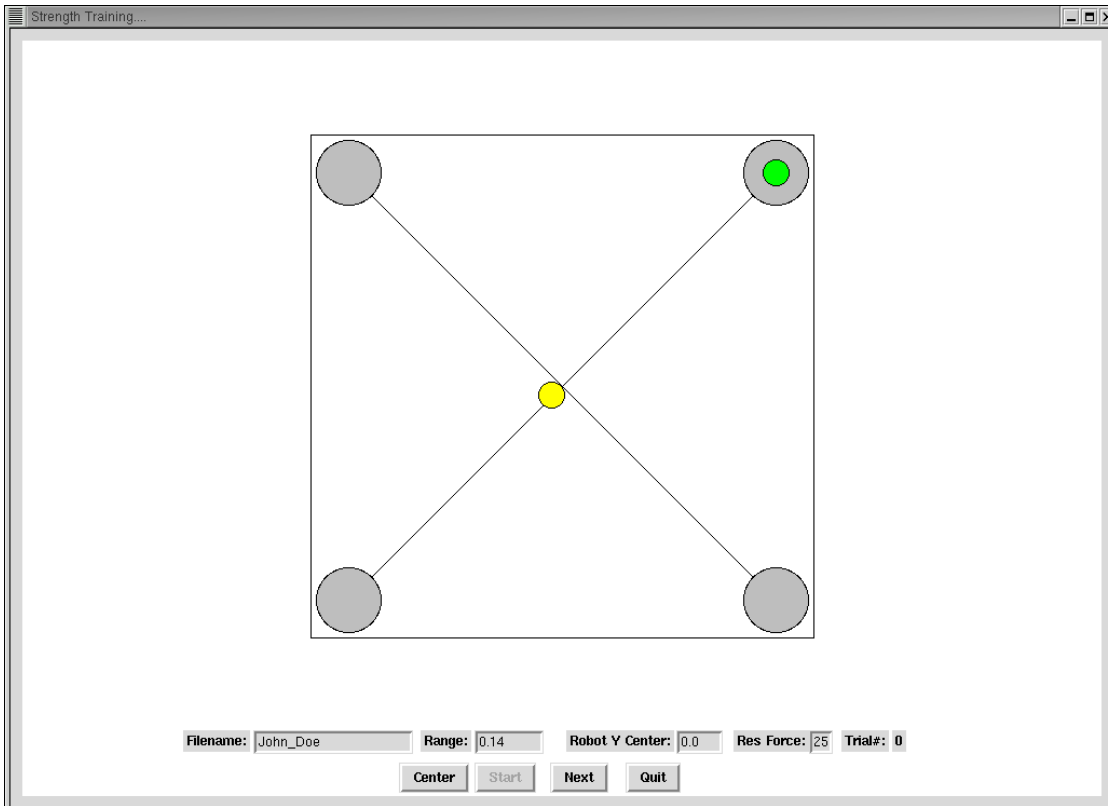 Strength Training....
Filename: John_Doe Range: 0.14 Robot Y Center: 0.0 Res Force: 25 Trial#: 0
Center Start Next Quit